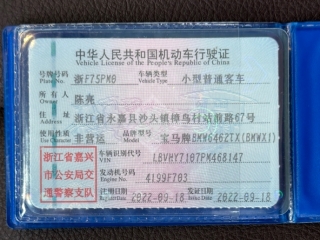 中华人民共和国机动车行驶证
Vehicle License of the People's Republic of China
号牌号码 浙F75PM0 车辆类型 小型普通客车
Plate No. Vehicle Type
所有人 陈亮
Owner
住址 浙江省永嘉县沙头镇樟鸟村站前路67号
Address
使用性质 非营运 品牌型号 宝马牌BMW6462TX(BMWX1)
Use Character Model
浙江省嘉兴 车辆识别代号 LBVHY7107PM468147
VIN
市公安局交 发动机号码 4199F703
Engine No.
通警察支队 注册日期 2022-09-18 发证日期 2022-09-18
Register Date Issue Date